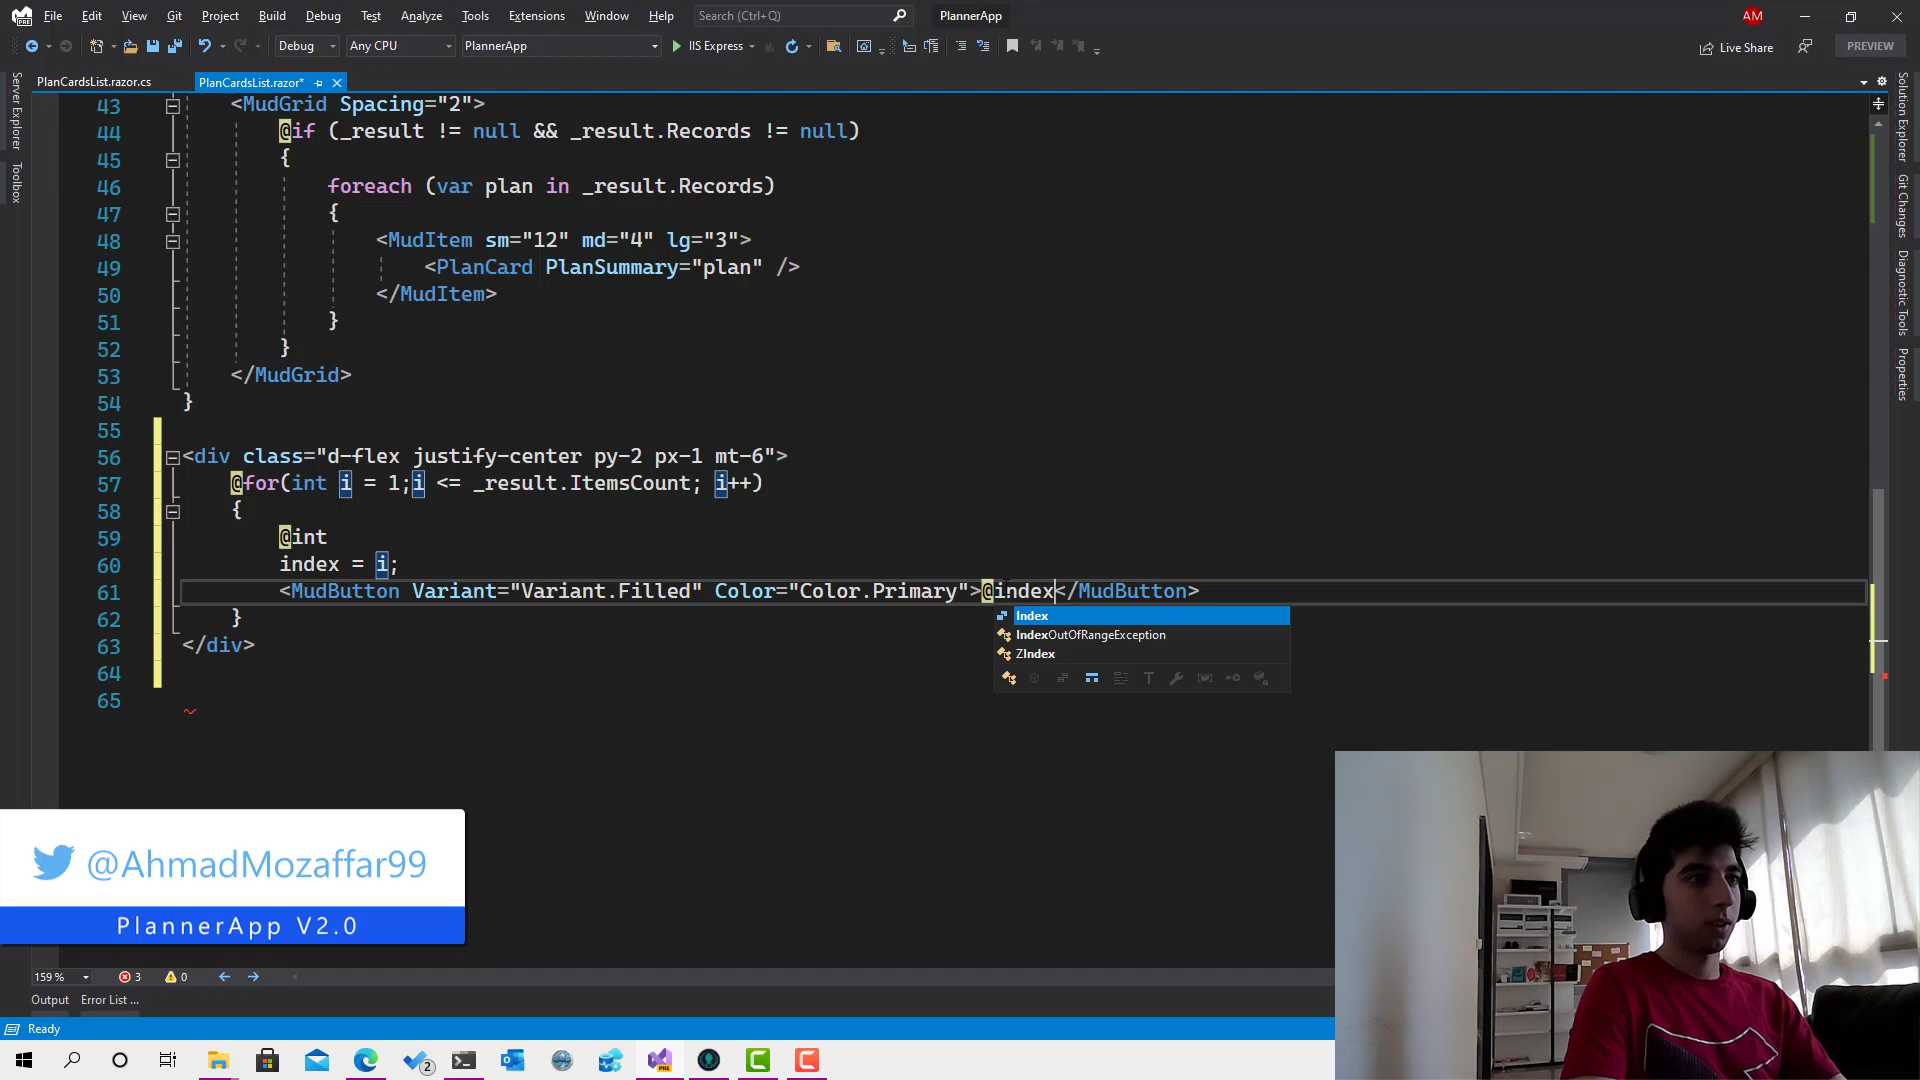 File Edit View Git Project Build Debug Test Analyze Tools Extensions Window Help Search (Ctrl+Q) PlannerApp AM
Debug Any CPU PlannerApp IIS Express Live Share PREVIEW
PlanCardsList.razor.cs PlanCardsList.razor*
Server Explorer
Toolbox
Solution Explorer
Git Changes
Diagnostic Tools
Properties
43 <MudGrid Spacing="2">
44 @if (_result != null && _result.Records != null)
45 {
46 foreach (var plan in _result.Records)
47 {
48 <MudItem sm="12" md="4" lg="3">
49 <PlanCard PlanSummary="plan" />
50 </MudItem>
51 }
52 }
53 </MudGrid>
54 }
55
56 <div class="d-flex justify-center py-2 px-1 mt-6">
57 @for(int i = 1;i <= _result.ItemsCount; i++)
58 {
59 @int
60 index = i;
61 <MudButton Variant="Variant.Filled" Color="Color.Primary">@index</MudButton>
62 }
63 </div>
64
65
Index
IndexOutOfRangeException
ZIndex
@AhmadMozaffar99
PlannerApp V2.0
159 % 3 0
Output Error List ...
Ready
2
PRE